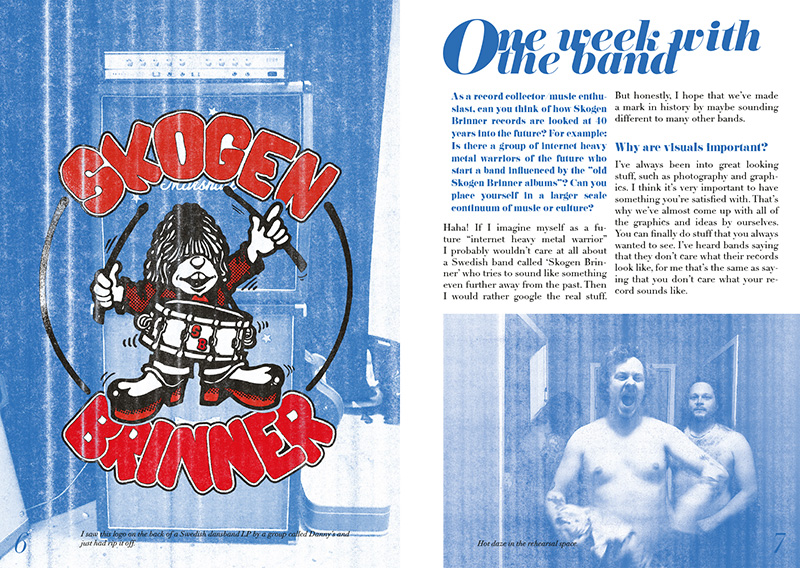 SKOGEN
Marshall
SB
BRINNER
I saw this logo on the back of a Swedish dansband LP by a group called Danny's and
just had rip it off.
6
One week with
the band
As a record collector/music enthu-
siast, can you think of how Skogen
Brinner records are looked at 40
years into the future? For example:
Is there a group of internet heavy
metal warriors of the future who
start a band influenced by the "old
Skogen Brinner albums"? Can you
place yourself in a larger scale
continuum of music or culture?
Haha! If I imagine myself as a fu-
ture "internet heavy metal warrior"
I probably wouldn't care at all about
a Swedish band called 'Skogen Brin-
ner' who tries to sound like something
even further away from the past. Then
I would rather google the real stuff.
But honestly, I hope that we've made
a mark in history by maybe sounding
different to many other bands.
Why are visuals important?
I've always been into great looking
stuff, such as photography and graph-
ics. I think it's very important to have
something you're satisfied with. That's
why we've almost come up with all of
the graphics and ideas by ourselves.
You can finally do stuff that you always
wanted to see. I've heard bands saying
that they don't care what their records
look like, for me that's the same as say-
ing that you don't care what your re-
cord sounds like.
Hot daze in the rehearsal space.
7